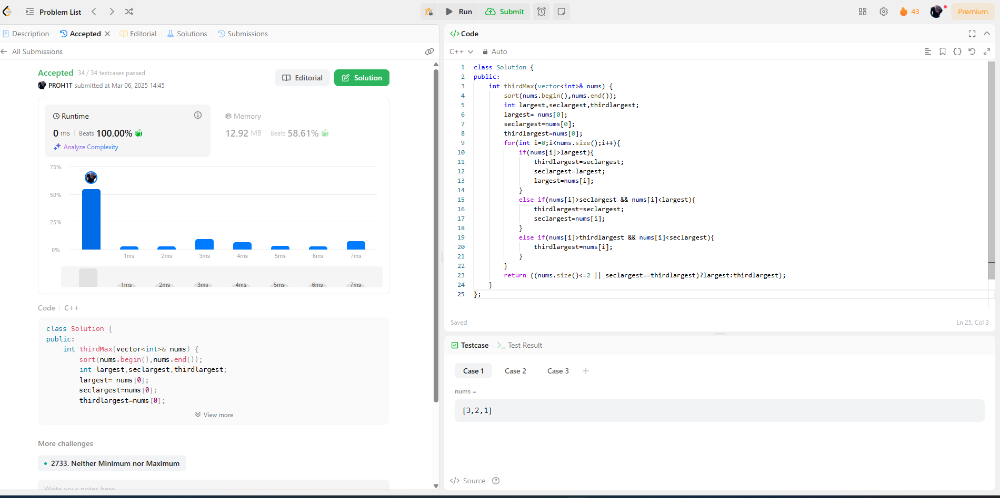 Problem List
Run
Submit
43
Premium
Description
Accepted
Editorial
Solutions
Submissions
All Submissions
Accepted 34 / 34 testcases passed
PROH1T submitted at Mar 06, 2025 14:45
Editorial
Solution
Runtime
0 ms Beats 100.00%
Analyze Complexity
Memory
12.92 MB Beats 58.61%
75%
50%
25%
0%
1ms 2ms 3ms 4ms 5ms 6ms 7ms
1ms 2ms 3ms 4ms 5ms 6ms 7ms
Code C++
class Solution {
public:
    int thirdMax(vector<int>& nums) {
        sort(nums.begin(),nums.end());
        int largest,seclargest,thirdlargest;
        largest= nums[0];
        seclargest=nums[0];
        thirdlargest=nums[0];
View more
More challenges
2733. Neither Minimum nor Maximum
Write your notes here
</> Code
C++ Auto
1 class Solution {
2 public:
3     int thirdMax(vector<int>& nums) {
4         sort(nums.begin(),nums.end());
5         int largest,seclargest,thirdlargest;
6         largest= nums[0];
7         seclargest=nums[0];
8         thirdlargest=nums[0];
9         for(int i=0;i<nums.size();i++){
10             if(nums[i]>largest){
11                 thirdlargest=seclargest;
12                 seclargest=largest;
13                 largest=nums[i];
14             }
15             else if(nums[i]>seclargest && nums[i]<largest){
16                 thirdlargest=seclargest;
17                 seclargest=nums[i];
18             }
19             else if(nums[i]>thirdlargest && nums[i]<seclargest){
20                 thirdlargest=nums[i];
21             }
22         }
23         return ((nums.size()<=2 || seclargest==thirdlargest)?largest:thirdlargest);
24     }
25 };
Saved
Ln 25, Col 3
Testcase
Test Result
Case 1 Case 2 Case 3 +
nums =
[3,2,1]
</> Source